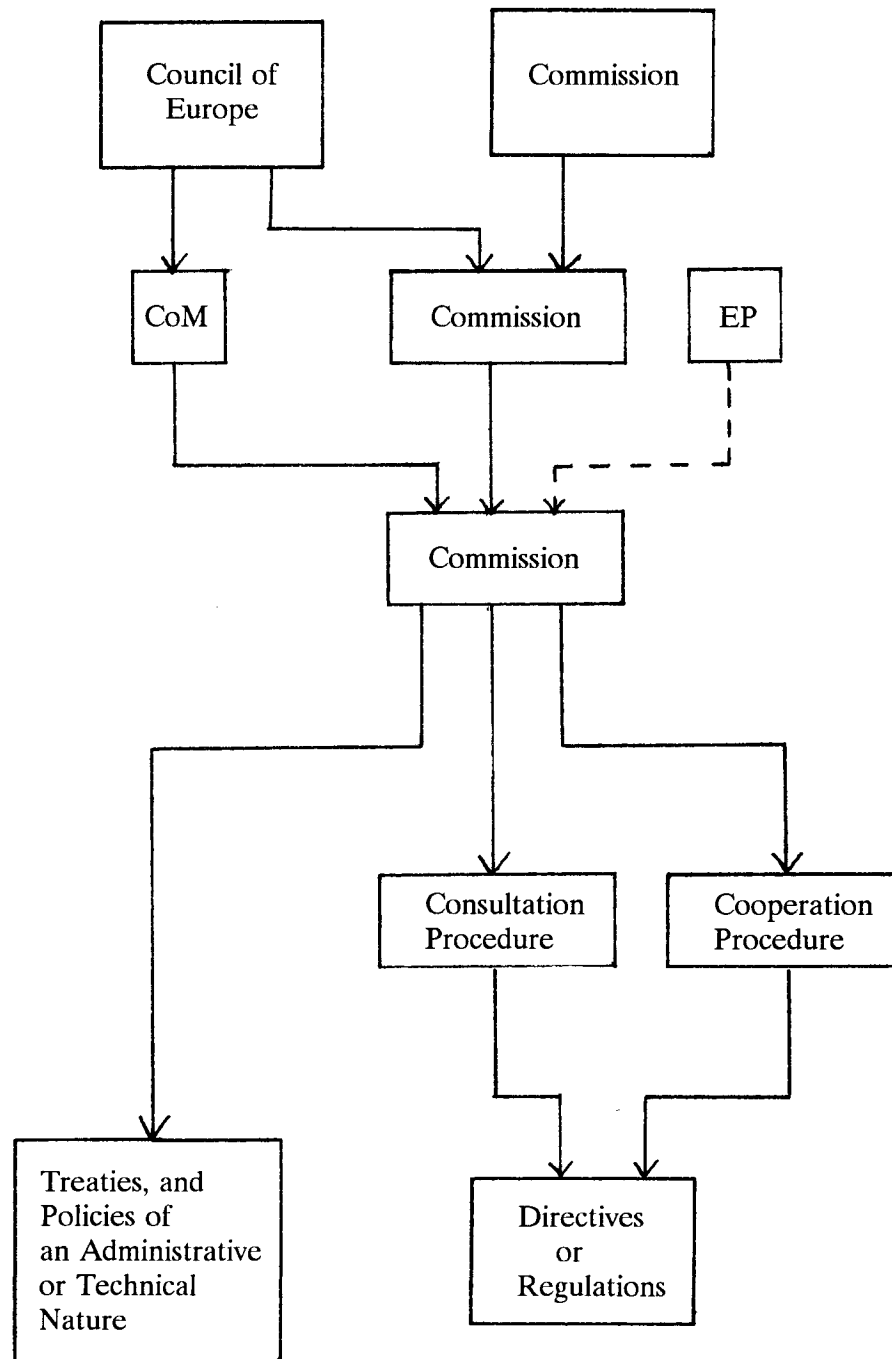 Council of
Europe
Commission
CoM
Commission
EP
Commission
Consultation
Procedure
Cooperation
Procedure
Treaties, and
Policies of
an Administrative
or Technical
Nature
Directives
or
Regulations